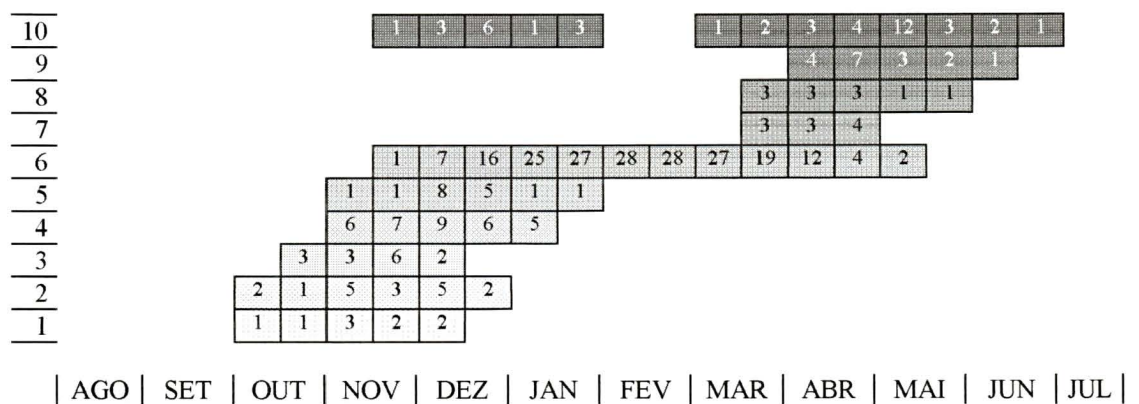 10 1 3 6 1 3 1 2 3 4 12 3 2 1
9 4 7 3 2 1
8 3 3 3 1 1
7 3 3 4
6 1 7 16 25 27 28 28 27 19 12 4 2
5 1 1 8 5 1 1
4 6 7 9 6 5
3 3 3 6 2
2 2 1 5 3 5 2
1 1 1 3 2 2
AGO SET OUT NOV DEZ JAN FEV MAR ABR MAI JUN JUL